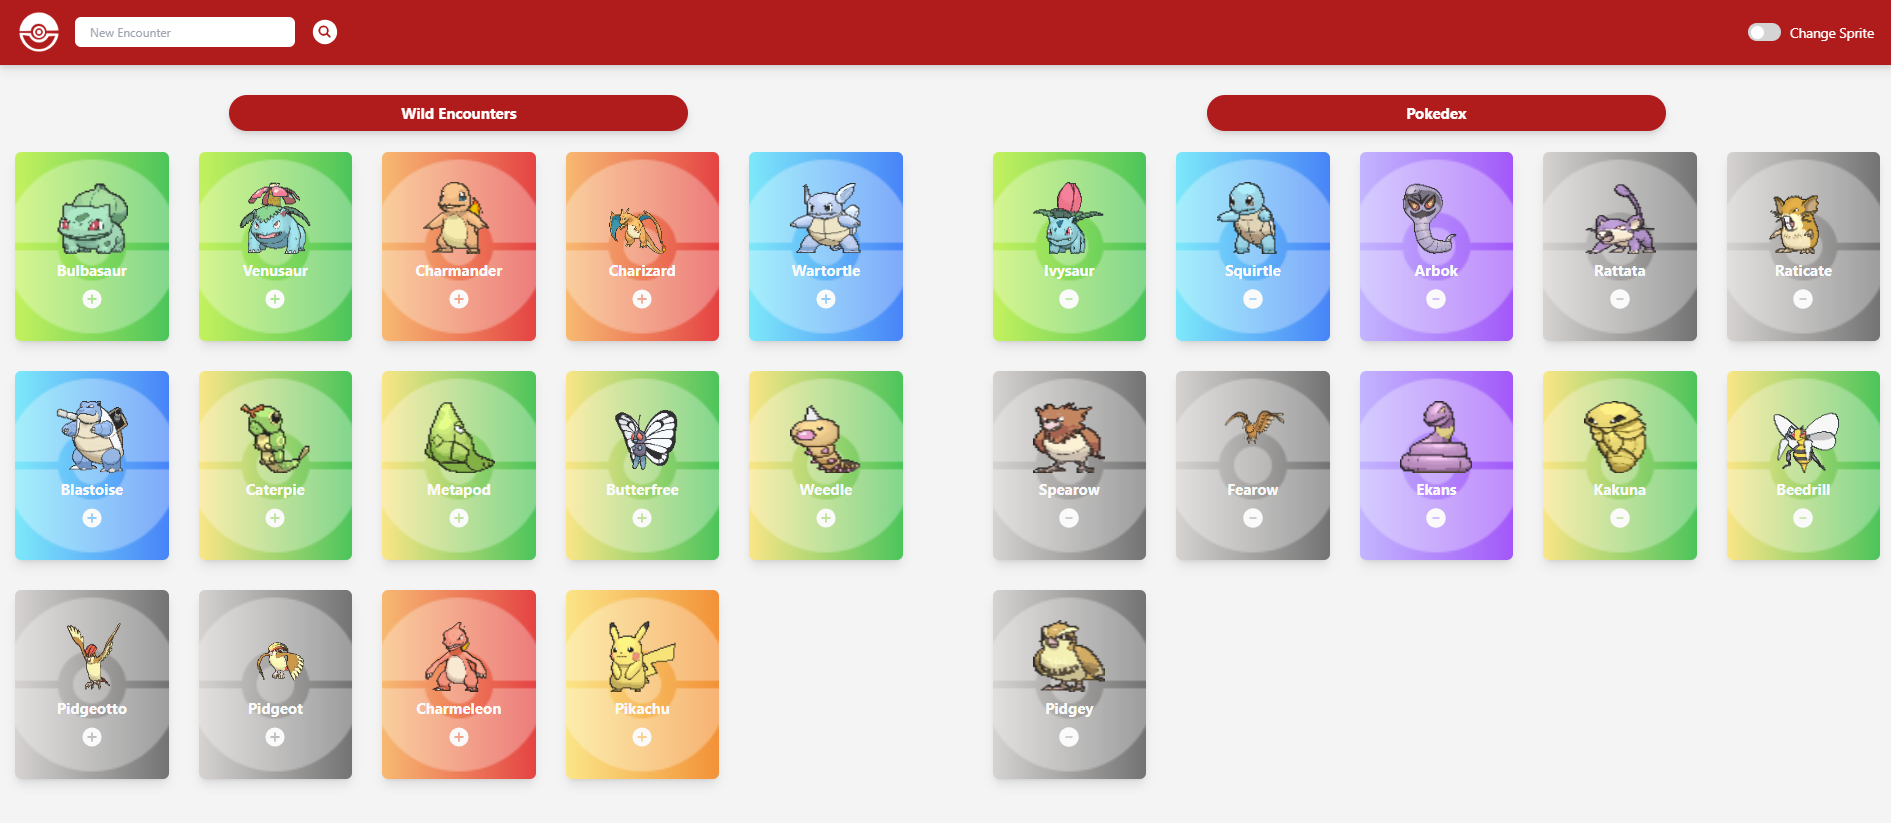 New Encounter
Change Sprite
Wild Encounters
Bulbasaur
Venusaur
Charmander
Charizard
Wartortle
Blastoise
Caterpie
Metapod
Butterfree
Weedle
Pidgeotto
Pidgeot
Charmeleon
Pikachu
Pokedex
Ivysaur
Squirtle
Arbok
Rattata
Raticate
Spearow
Fearow
Ekans
Kakuna
Beedrill
Pidgey